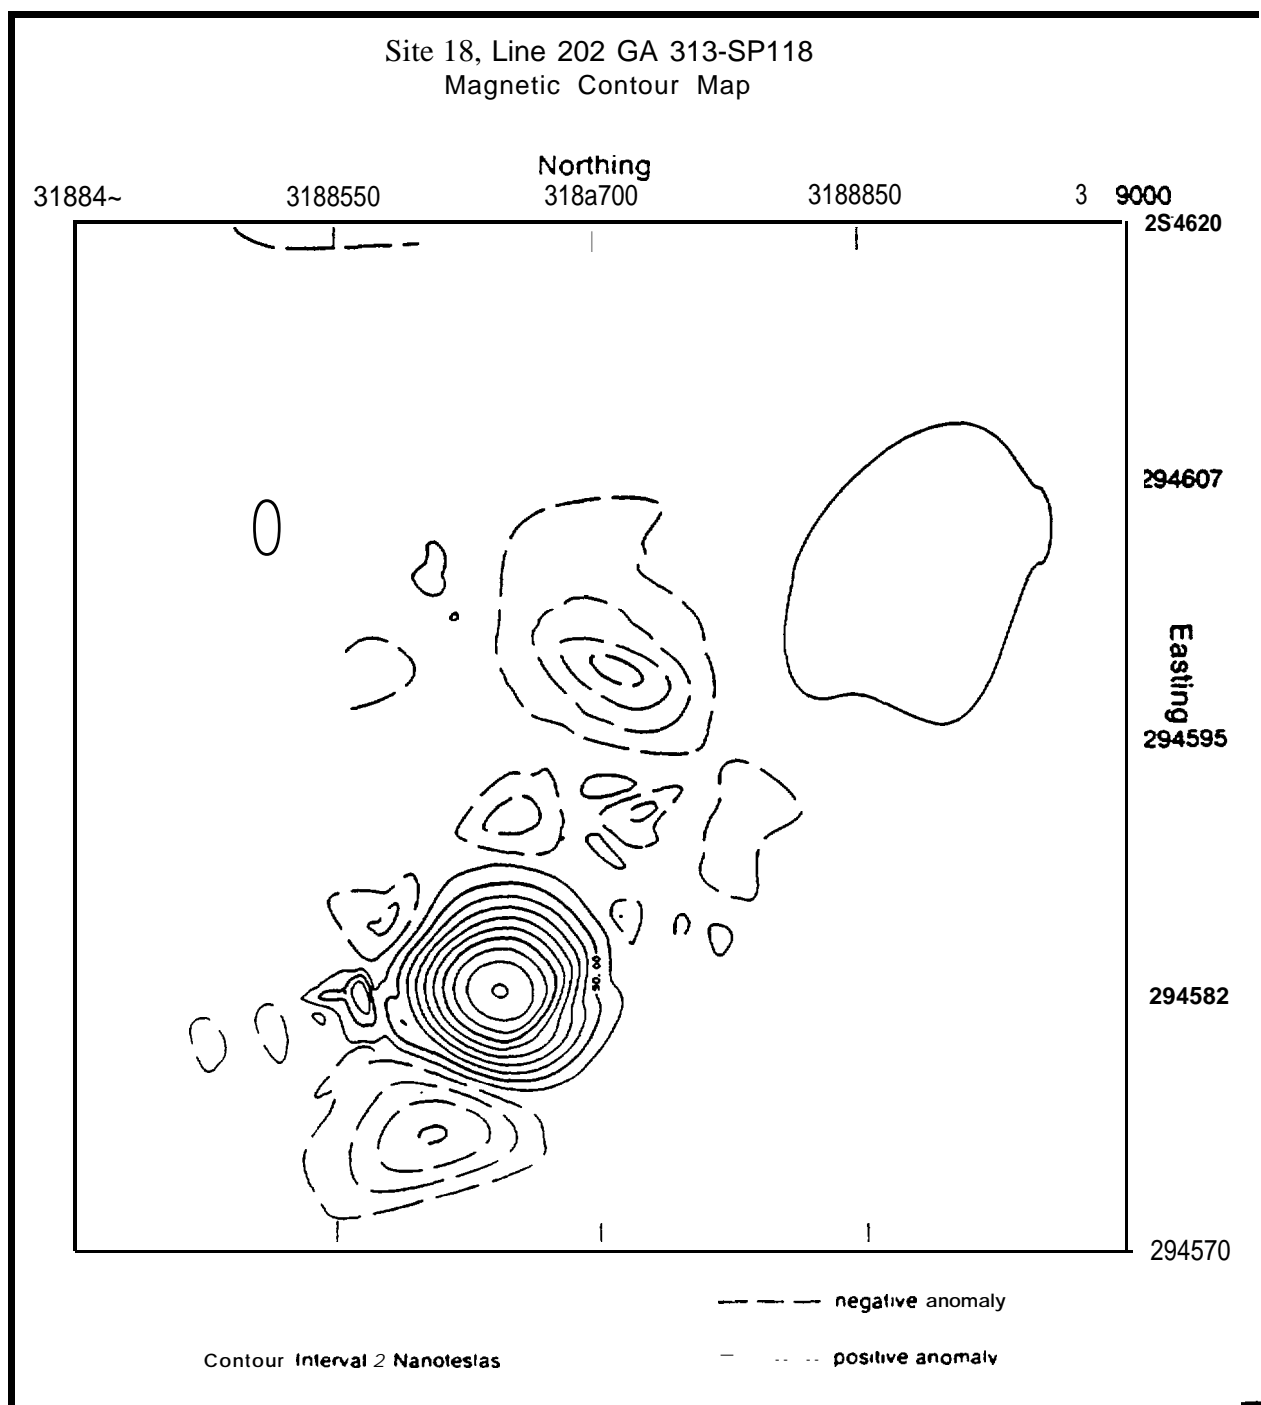 Site 18, Line 202 GA 313-SP118
Magnetic Contour Map
Northing
31884~ 3188550 318a700 3188850 3 9000
2S4620
294607
Easting
294595
90.00
294582
294570
negative anomaly
Contour Interval 2 Nanoteslas
positive anomaly